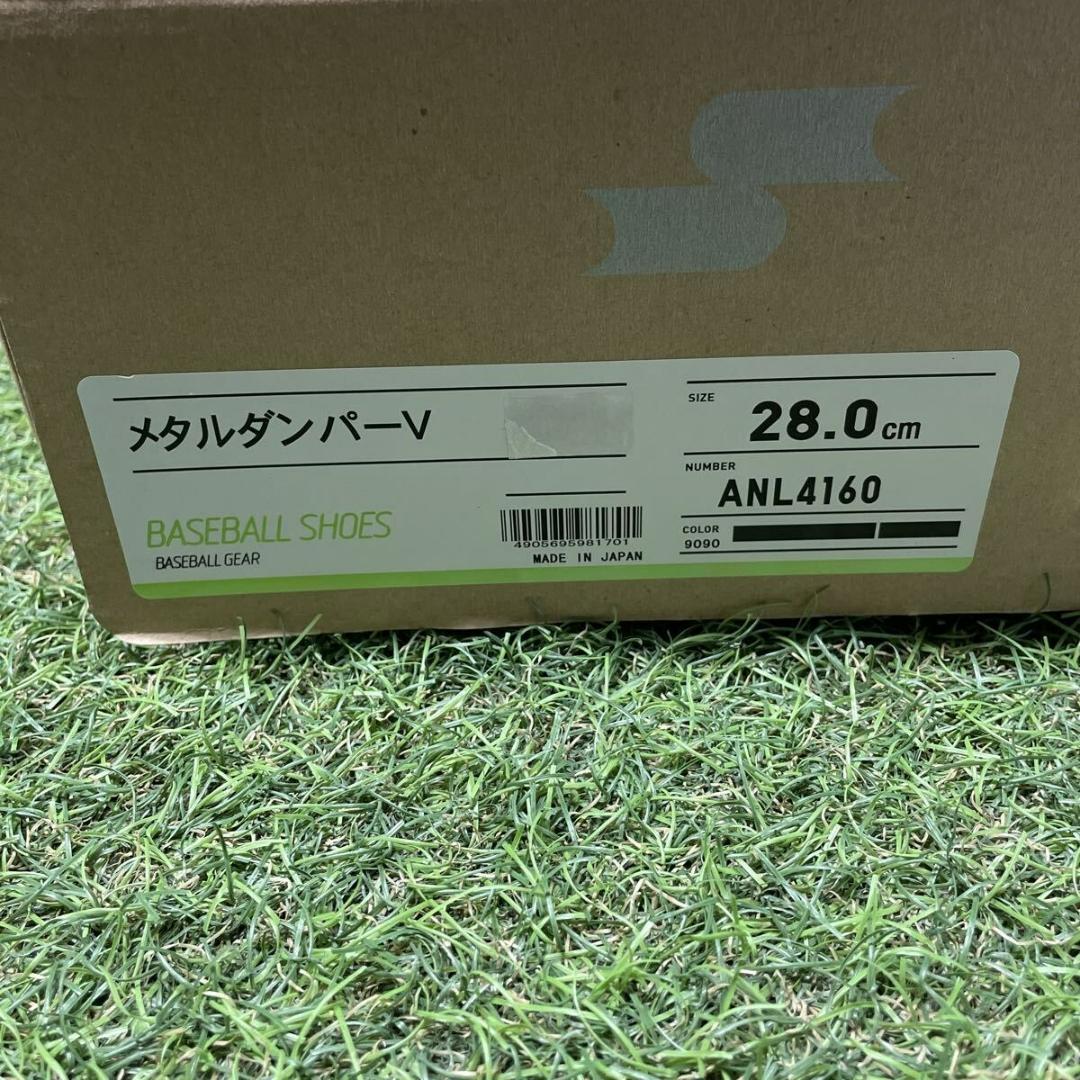 メタルダンパーV
BASEBALL SHOES
BASEBALL GEAR
4905695981701
MADE IN JAPAN
SIZE
28.0cm
NUMBER
ANL4160
COLOR
9090